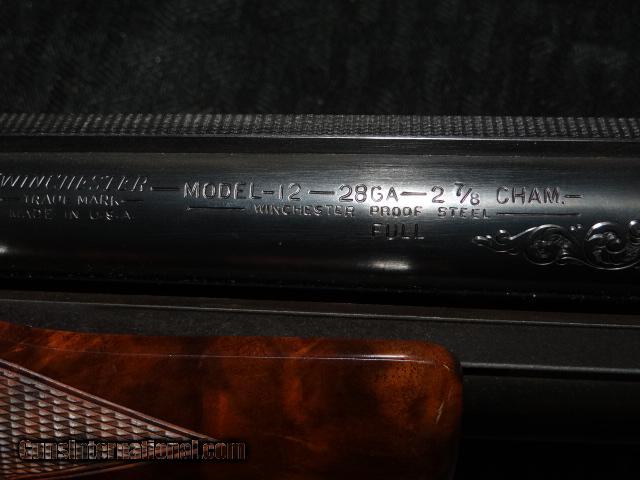 WINCHESTER — MODEL-12 — 28GA — 2 7/8 CHAM.-
— TRADE MARK — — WINCHESTER PROOF STEEL —
MADE IN U.S.A. FULL
GunsInternational.com